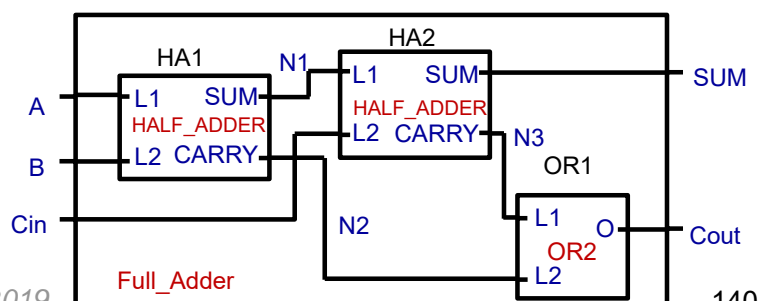 HA1
N1
HA2
L1
SUM
HALF_ADDER
L2
CARRY
L1
SUM
HALF_ADDER
L2
CARRY
A
B
Cin
N2
N3
OR1
L1
O
OR2
L2
SUM
Cout
Full_Adder
2019
140